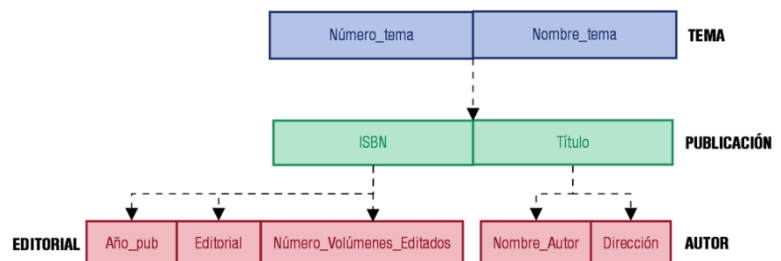 Número_tema Nombre_tema TEMA
ISBN Título PUBLICACIÓN
EDITORIAL Año_pub Editorial Número_Volúmenes_Editados Nombre_Autor Dirección AUTOR